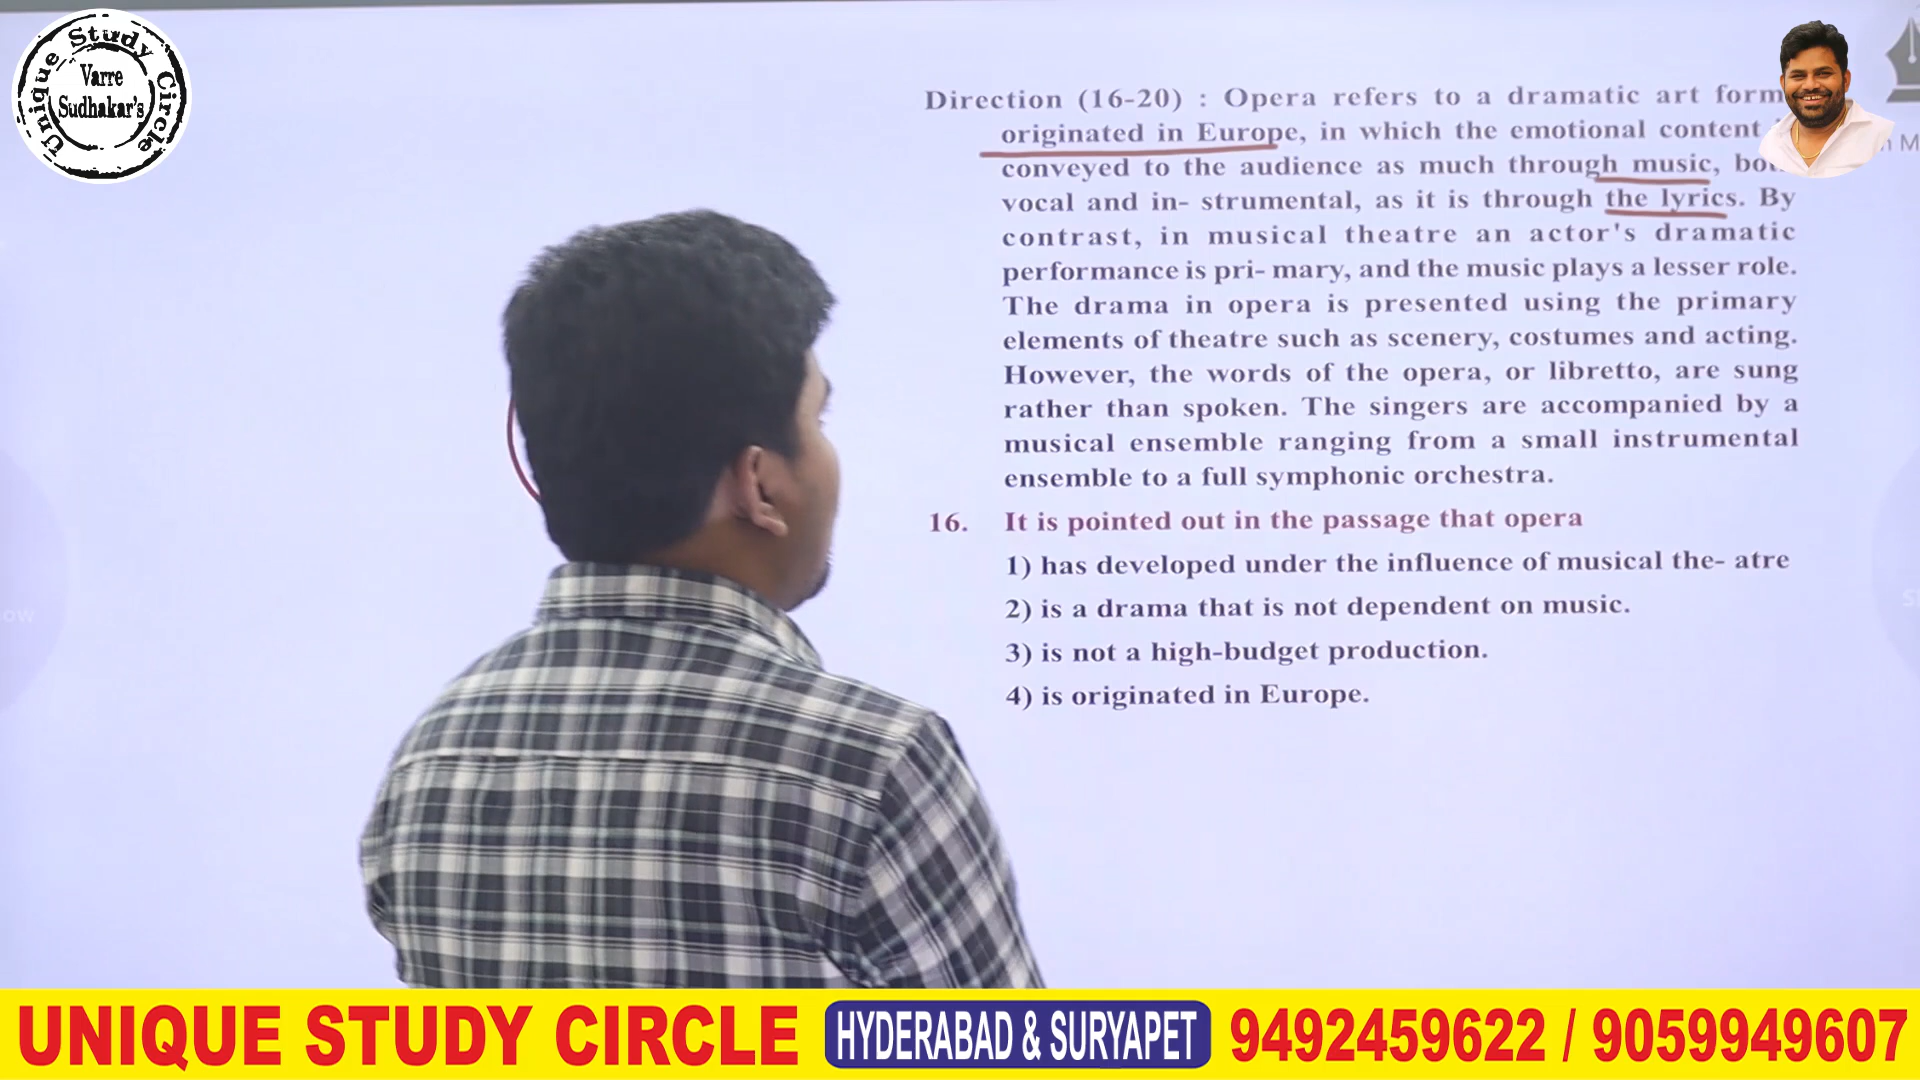 Unique Study Circle
Varre
Sudhakar's
Direction (16-20) : Opera refers to a dramatic art form
originated in Europe, in which the emotional content
conveyed to the audience as much through music,
vocal and in- strumental, as it is through the lyrics. By
contrast, in musical theatre an actor's dramatic
performance is pri- mary, and the music plays a lesser role.
The drama in opera is presented using the primary
elements of theatre such as scenery, costumes and acting.
However, the words of the opera, or libretto, are sung
rather than spoken. The singers are accompanied by a
musical ensemble ranging from a small instrumental
ensemble to a full symphonic orchestra.
16. It is pointed out in the passage that opera
1) has developed under the influence of musical the- atre
2) is a drama that is not dependent on music.
3) is not a high-budget production.
4) is originated in Europe.
UNIQUE STUDY CIRCLE HYDERABAD & SURYAPET 9492459622 / 9059949607